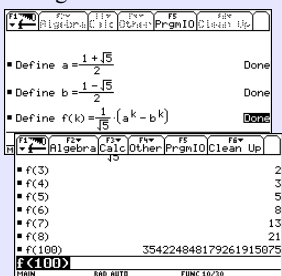 F1 F2 Algebra F3 Calc F4 Other F5 PrgmIO F6 Clean Up
▪ Define a = (1 + √5)/2 Done
▪ Define b = (1 - √5)/2 Done
▪ Define f(k) = 1/√5 · (a^k - b^k) Done
M
F1 F2 Algebra F3 Calc F4 Other F5 PrgmIO F6 Clean Up
√5
▪ f(3) 2
▪ f(4) 3
▪ f(5) 5
▪ f(6) 8
▪ f(7) 13
▪ f(8) 21
▪ f(100) 354224848179261915075
f(100)
MAIN RAD AUTO FUNC 10/30